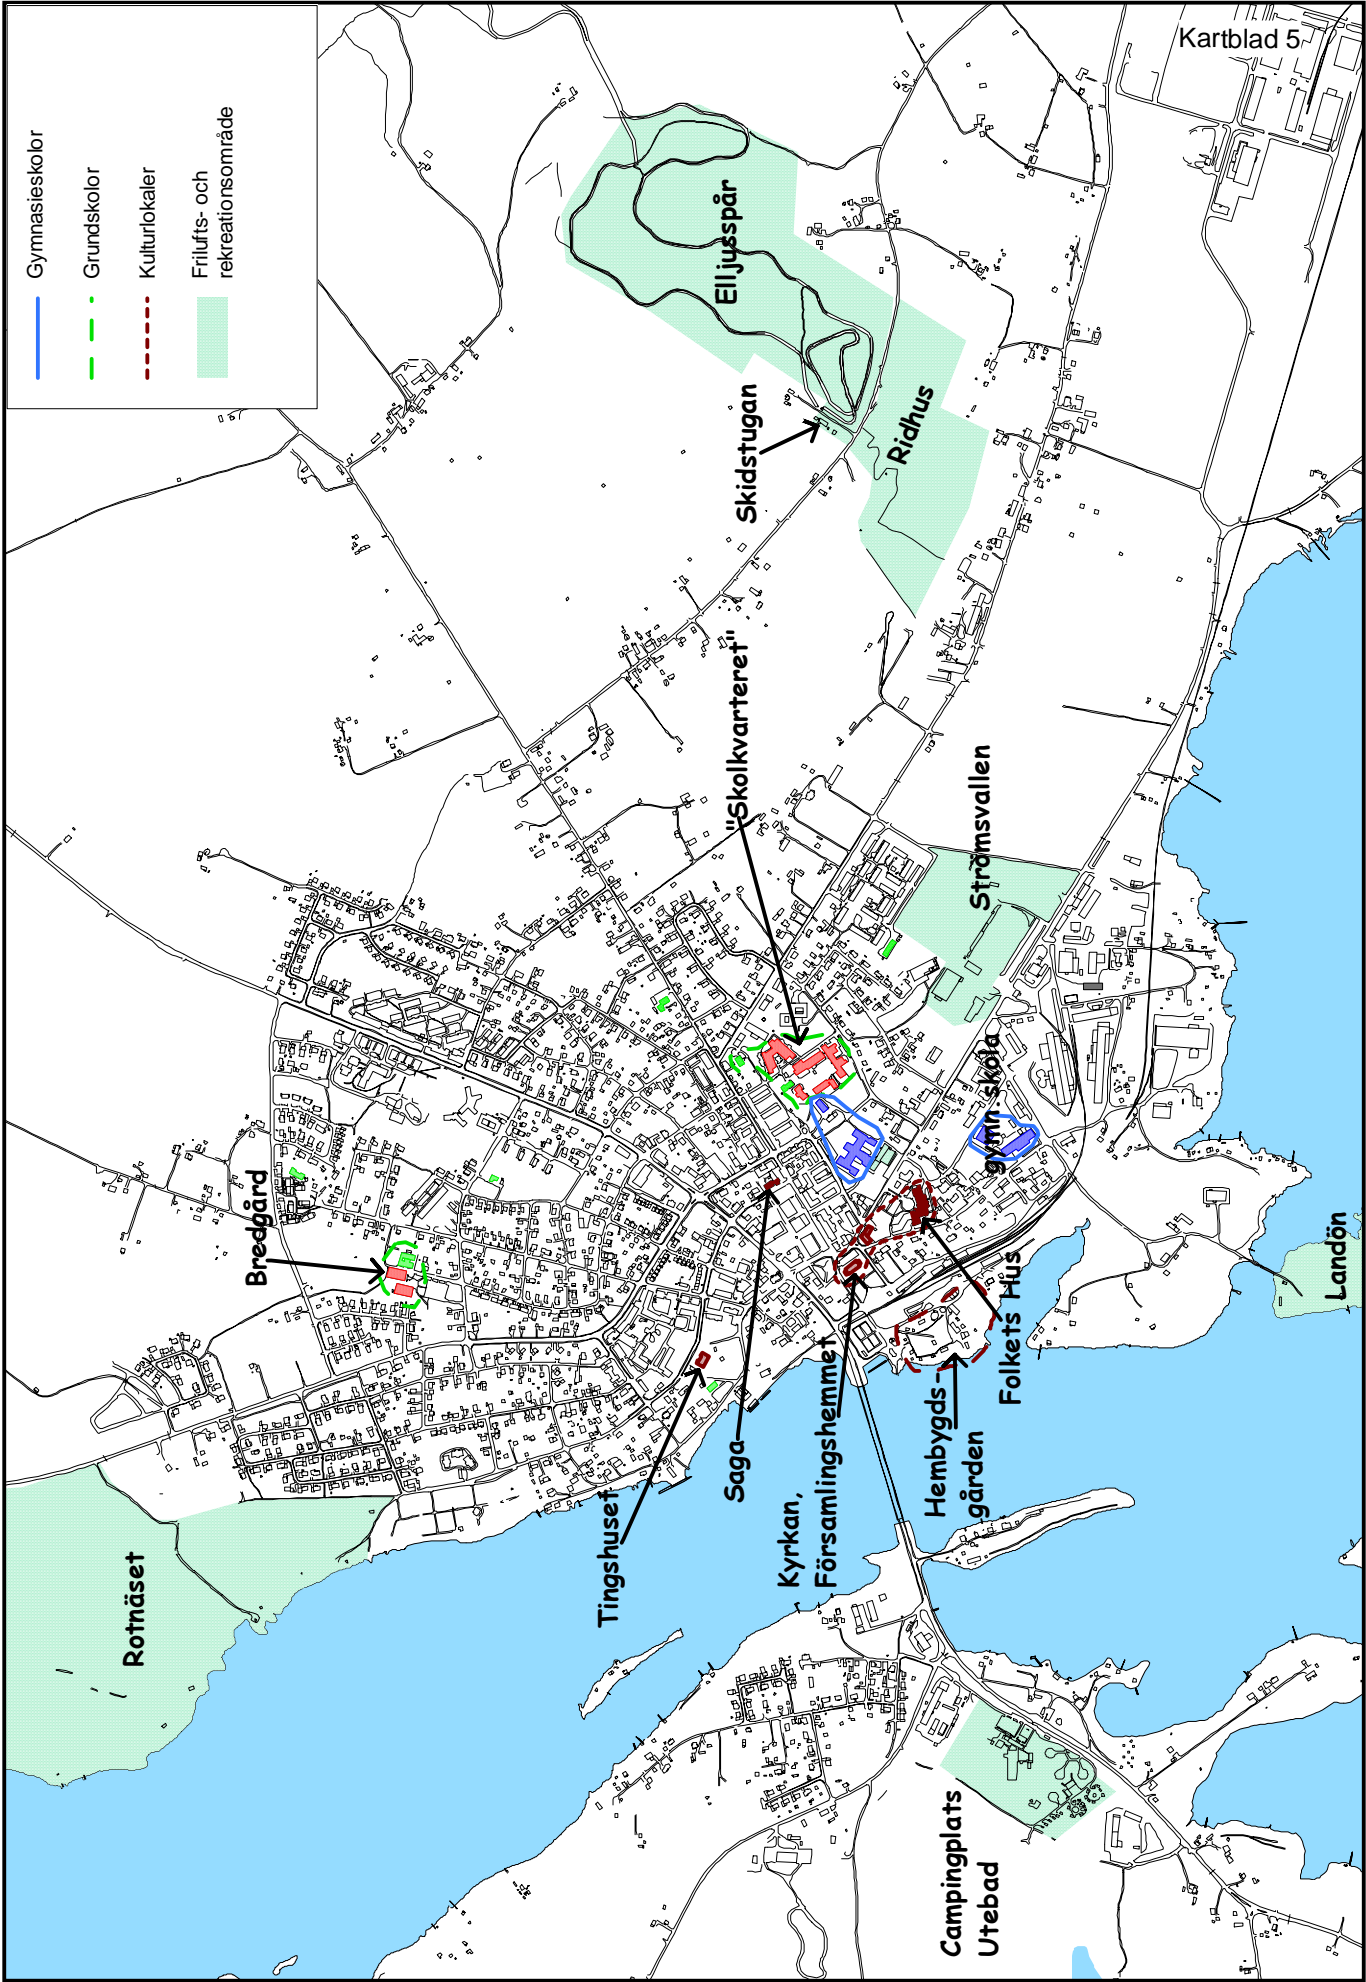 Kartblad 5
Gymnasieskolor
Grundskolor
Kulturlokaler
Frilufts- och
rekreationsområde
Elljusspår
Skidstugan
Ridhus
"Skolkvarteret"
Strömsvallen
gymn.skola
Bredgård
Landön
Folkets Hus
Hembygds-
gården
Kyrkan,
Församlingshemmet
Saga
Tingshuset
Rotnäset
Campingplats
Utebad